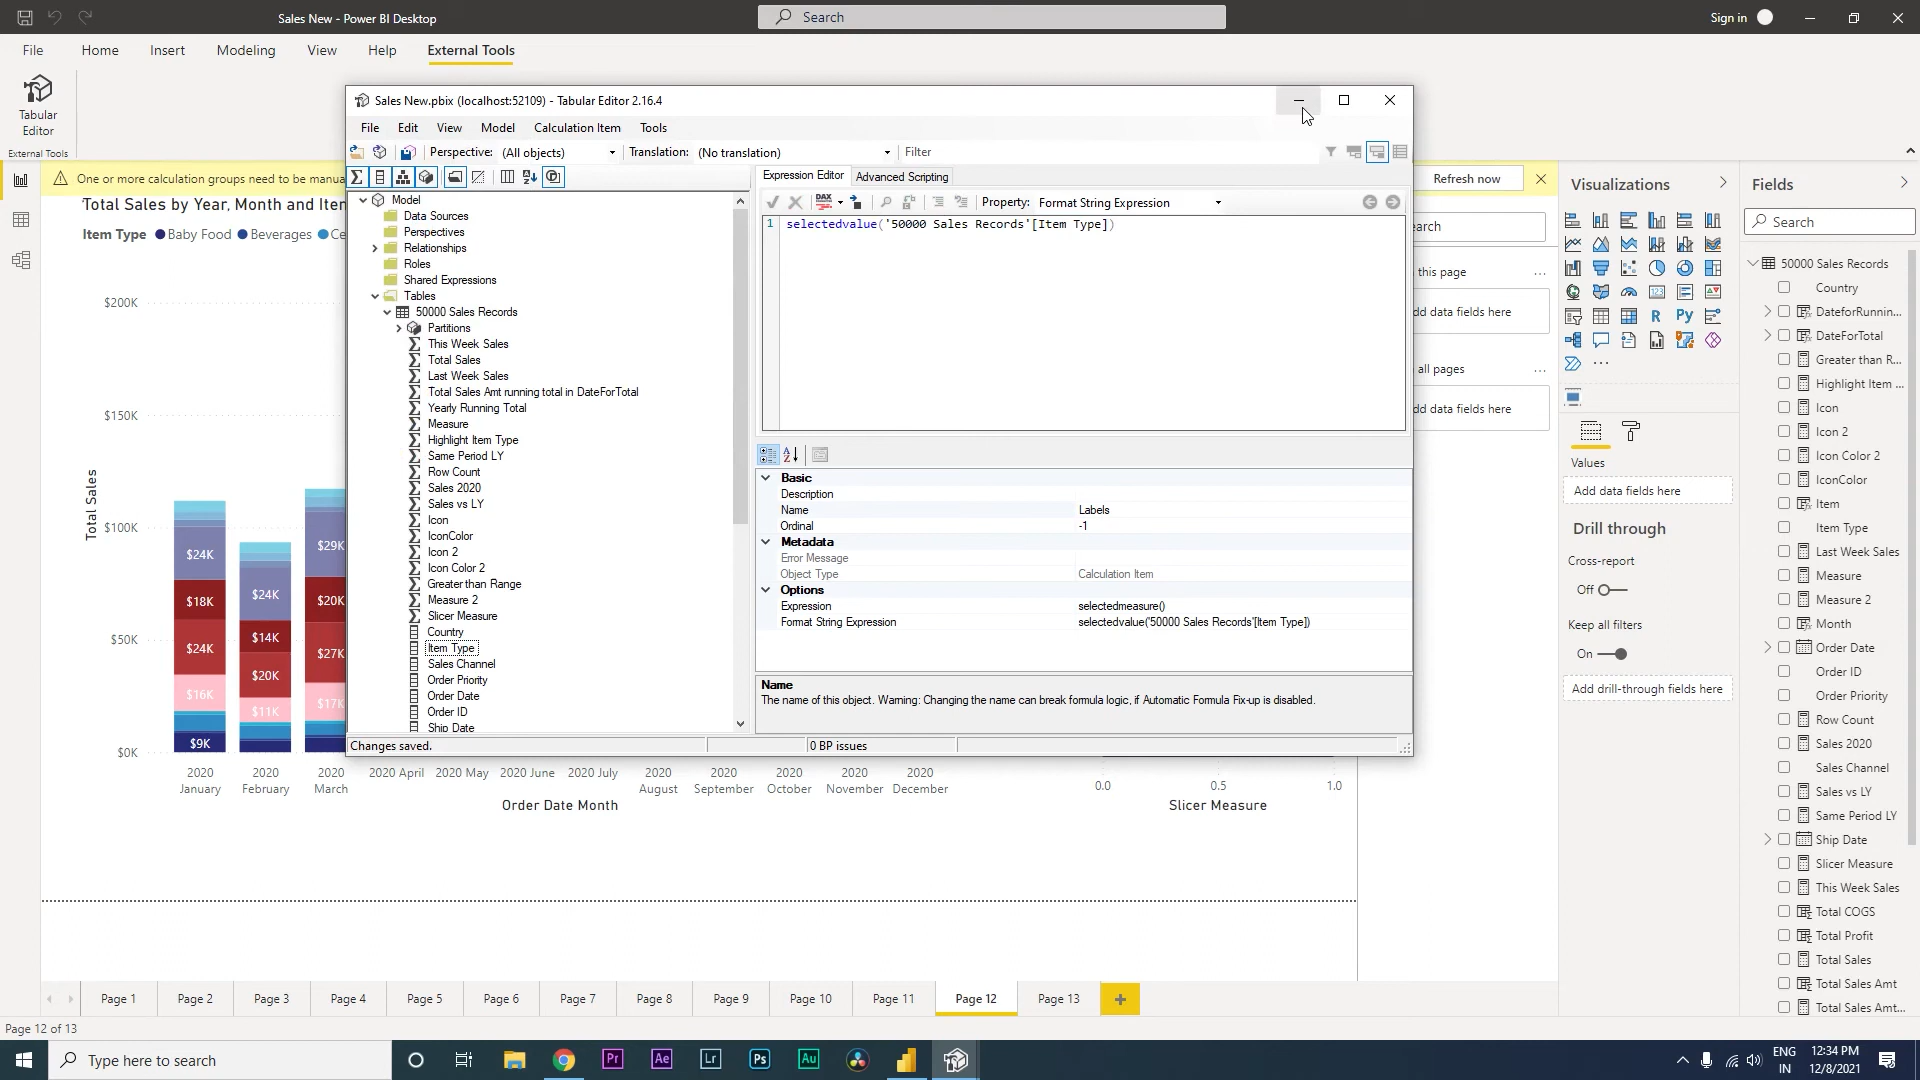 Sales New - Power BI Desktop
Search
Sign in
File Home Insert Modeling View Help External Tools
Tabular
Editor
External Tools
One or more calculation groups need to be manua
Refresh now
Total Sales by Year, Month and Iten
Item Type Baby Food Beverages Ce
$200K
$150K
$100K
$50K
$0K
Total Sales
$24K
$18K
$24K
$16K
$9K
$24K
$14K
$20K
$11K
$29K
$20K
$27K
$17K
2020 January
2020 February
2020 March
2020 April
2020 May
2020 June
2020 July
2020 August
2020 September
2020 October
2020 November
2020 December
Order Date Month
0.0 0.5 1.0
Slicer Measure
Sales New.pbix (localhost:52109) - Tabular Editor 2.16.4
File Edit View Model Calculation Item Tools
Perspective: (All objects) Translation: (No translation) Filter
Model
Data Sources
Perspectives
Relationships
Roles
Shared Expressions
Tables
50000 Sales Records
Partitions
This Week Sales
Total Sales
Last Week Sales
Total Sales Amt running total in DateForTotal
Yearly Running Total
Measure
Highlight Item Type
Same Period LY
Row Count
Sales 2020
Sales vs LY
Icon
IconColor
Icon 2
Icon Color 2
Greater than Range
Measure 2
Slicer Measure
Country
Item Type
Sales Channel
Order Priority
Order Date
Order ID
Ship Date
Expression Editor Advanced Scripting
DAX
Property: Format String Expression
1 selectedvalue('50000 Sales Records'[Item Type])
Basic
Description
Name Labels
Ordinal -1
Metadata
Error Message
Object Type Calculation Item
Options
Expression selectedmeasure()
Format String Expression selectedvalue('50000 Sales Records'[Item Type])
Name
The name of this object. Warning: Changing the name can break formula logic, if Automatic Formula Fix-up is disabled.
Changes saved.
0 BP issues
earch
this page
dd data fields here
all pages
dd data fields here
Visualizations
Values
Add data fields here
Drill through
Cross-report
Off
Keep all filters
On
Add drill-through fields here
Fields
Search
50000 Sales Records
Country
DateforRunnin...
DateForTotal
Greater than R...
Highlight Item ...
Icon
Icon 2
Icon Color 2
IconColor
Item
Item Type
Last Week Sales
Measure
Measure 2
Month
Order Date
Order ID
Order Priority
Row Count
Sales 2020
Sales Channel
Sales vs LY
Same Period LY
Ship Date
Slicer Measure
This Week Sales
Total COGS
Total Profit
Total Sales
Total Sales Amt
Total Sales Amt...
Page 1 Page 2 Page 3 Page 4 Page 5 Page 6 Page 7 Page 8 Page 9 Page 10 Page 11 Page 12 Page 13
Page 12 of 13
Type here to search
Pr Ae Lr Ps Au
ENG
IN
12:34 PM
12/8/2021